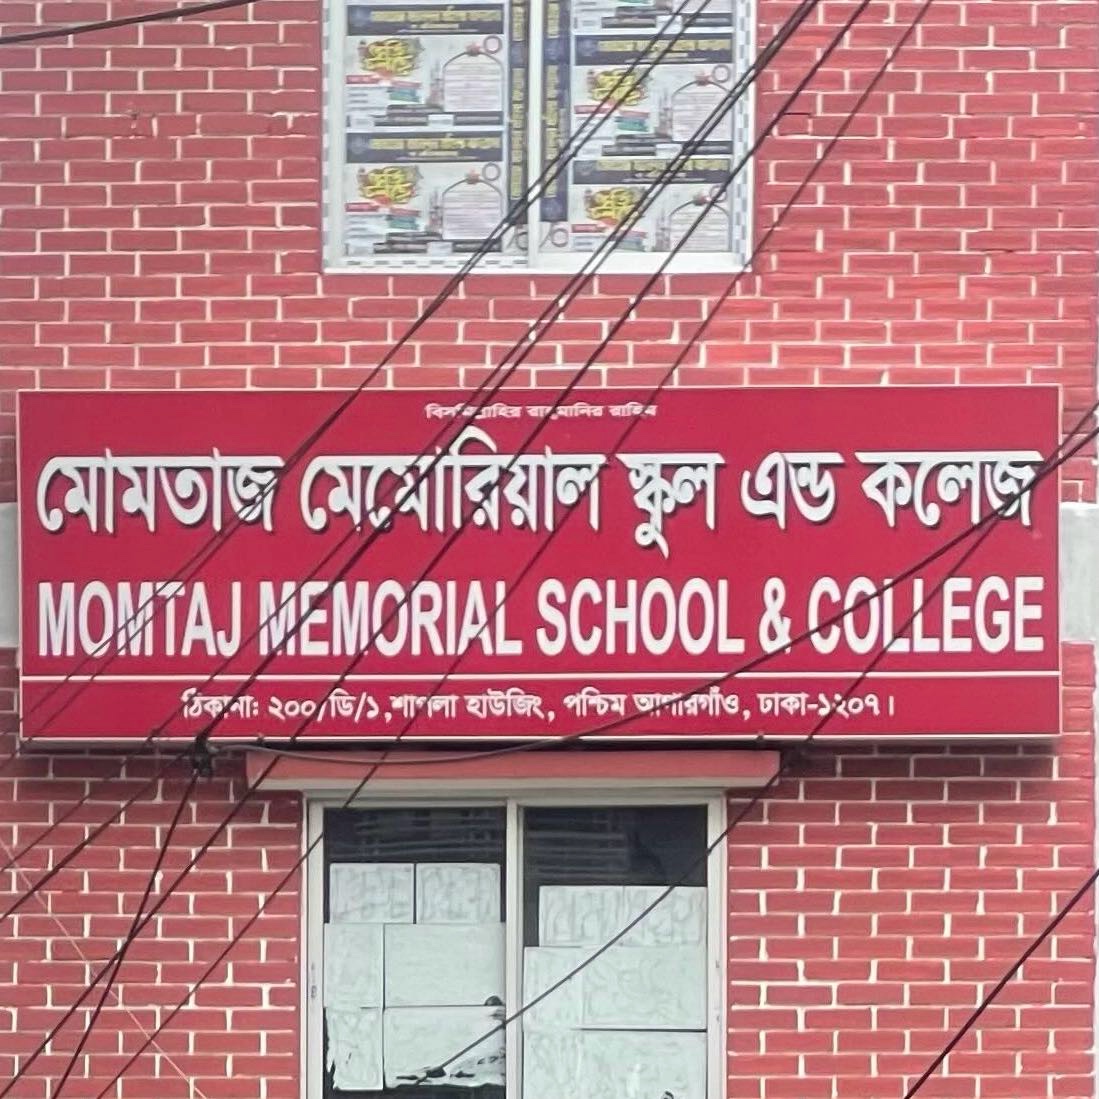 বিসমিল্লাহির রাহমানির রাহিম
মোমতাজ মেমোরিয়াল স্কুল এন্ড কলেজ
MOMTAJ MEMORIAL SCHOOL & COLLEGE
ঠিকানা: ২০০/ডি/১,শাপলা হাউজিং, পশ্চিম আগারগাঁও, ঢাকা-১২০৭।